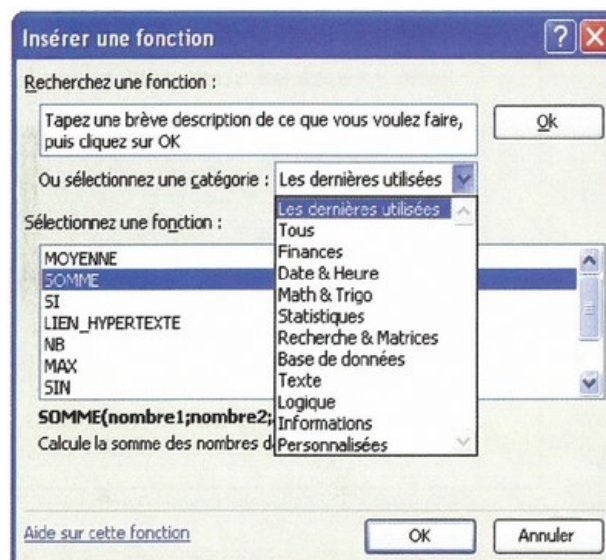 Insérer une fonction
Recherchez une fonction :
Tapez une brève description de ce que vous voulez faire,
puis cliquez sur OK
Ok
Ou sélectionnez une catégorie : Les dernières utilisées
Les dernières utilisées
Tous
Finances
Date & Heure
Math & Trigo
Statistiques
Recherche & Matrices
Base de données
Texte
Logique
Informations
Personnalisées
Sélectionnez une fonction :
MOYENNE
SOMME
SI
LIEN_HYPERTEXTE
NB
MAX
SIN
SOMME(nombre1;nombre2;
Calcule la somme des nombres d
Aide sur cette fonction
OK
Annuler